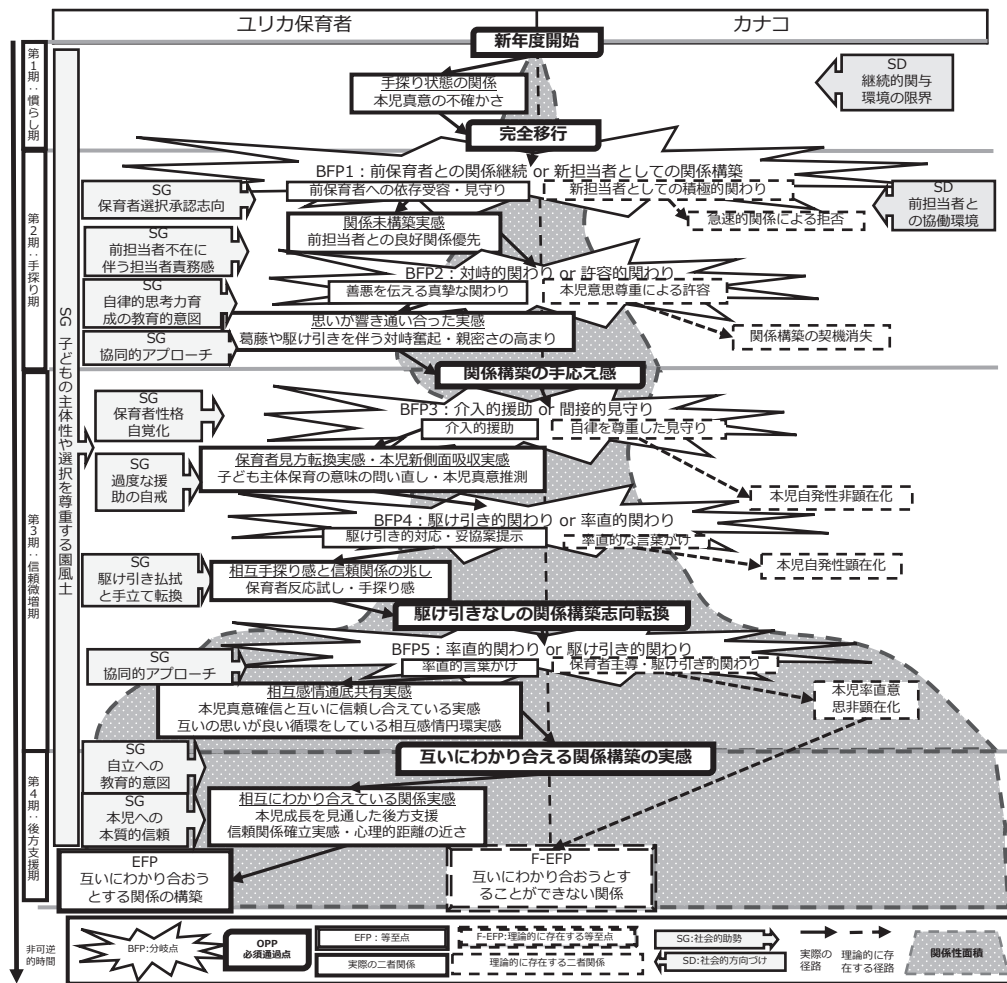 ユリカ保育者
カナコ
新年度開始
第1期：慣らし期
手探り状態の関係
本児真意の不確かさ
SD
継続的関与
環境の限界
完全移行
第2期：手探り期
BFP1：前保育者との関係継続 or 新担当者としての関係構築
SG
保育者選択承認志向
前保育者への依存受容・見守り
新担当者としての積極的関わり
SD
前担当者と
の協働環境
関係未構築実感
前担当者との良好関係優先
急速的関係による拒否
SG
前担当者不在に
伴う担当者責務感
BFP2：対峙的関わり or 許容的関わり
SG
自律的思考力育
成の教育的意図
善悪を伝える真摯な関わり
本児意思尊重による許容
SG 子どもの主体性や選択を尊重する園風土
思いが響き通い合った実感
葛藤や駆け引きを伴う対峙奮起・親密さの高まり
関係構築の契機消失
SG
協同的アプローチ
関係構築の手応え感
第3期：信頼微増期
SG
保育者性格
自覚化
BFP3：介入的援助 or 間接的見守り
介入的援助
自律を尊重した見守り
SG
過度な援
助の自戒
保育者見方転換実感・本児新側面吸収実感
子ども主体保育の意味の問い直し・本児真意推測
本児自発性非顕在化
BFP4：駆け引き的関わり or 率直的関わり
駆け引き的対応・妥協案提示
率直的な言葉かけ
SG
駆け引き払拭
と手立て転換
相互手探り感と信頼関係の兆し
保育者反応試し・手探り感
本児自発性顕在化
駆け引きなしの関係構築志向転換
BFP5：率直的関わり or 駆け引き的関わり
SG
協同的アプローチ
率直的言葉がけ
保育者主導・駆け引き的関わり
相互感情通底共有実感
本児真意確信と互いに信頼し合えている実感
互いの思いが良い循環をしている相互感情円環実感
本児率直意
思非顕在化
第4期：後方支援期
SG
自立への
教育的意図
互いにわかり合える関係構築の実感
SG
本児への
本質的信頼
相互にわかり合えている関係実感
本児成長を見通した後方支援
信頼関係確立実感・心理的距離の近さ
EFP
互いにわかり合おう
とする関係の構築
F-EFP
互いにわかり合おうとす
ることができない関係
非可逆
的時間
BFP:分岐点
OPP
必須通過点
EFP：等至点
実際の二者関係
F-EFP:理論的に存在する等至点
理論的に存在する二者関係
SG:社会的助勢
SD:社会的方向づけ
実際の
径路
理論的に存
在する径路
関係性面積